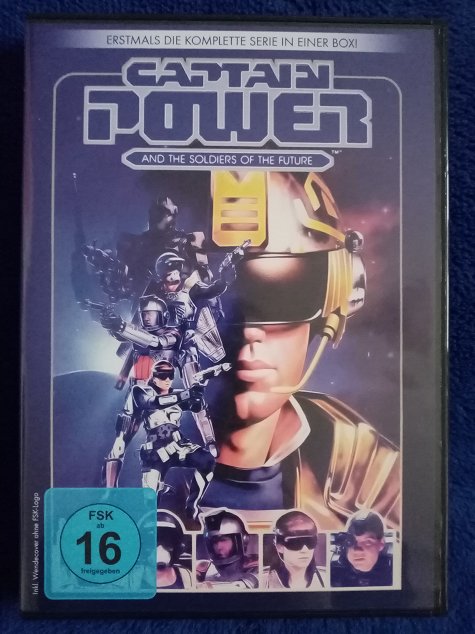 ERSTMALS DIE KOMPLETTE SERIE IN EINER BOX!
CAPTAIN
POWER
AND THE SOLDIERS OF THE FUTURE
TM
Inkl. Wendecover ohne FSK-Logo
FSK
ab
16
freigegeben